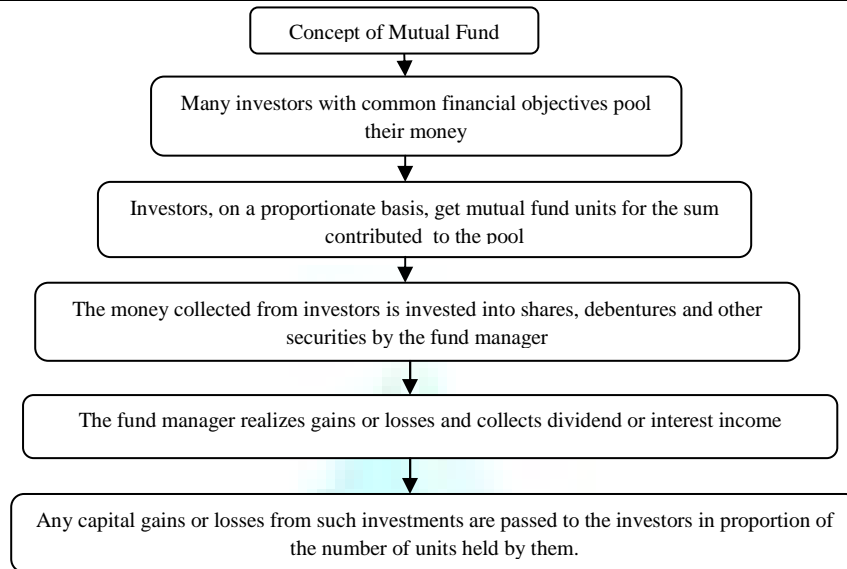 Concept of Mutual Fund
Many investors with common financial objectives pool
their money
Investors, on a proportionate basis, get mutual fund units for the sum
contributed to the pool
The money collected from investors is invested into shares, debentures and other
securities by the fund manager
The fund manager realizes gains or losses and collects dividend or interest income
Any capital gains or losses from such investments are passed to the investors in proportion of
the number of units held by them.